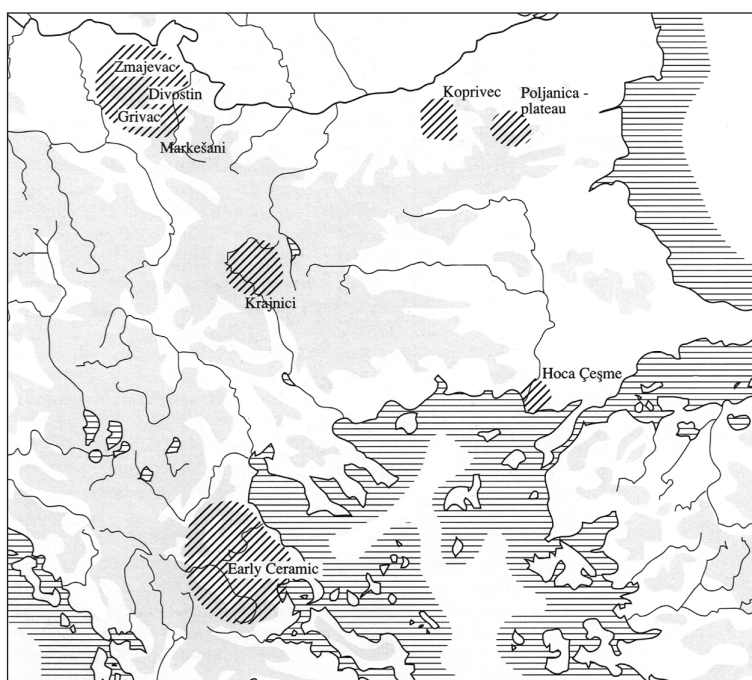 Zmajevac
Divostin
Grivac
Markešani
Koprivec
Poljanica -
plateau
Krajnici
Hoca Çeşme
Early Ceramic